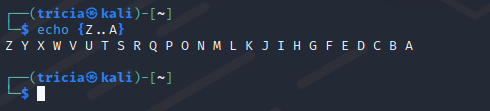 ┌──(tricia㉿kali)-[~]
└─$ echo {Z..A}
Z Y X W V U T S R Q P O N M L K J I H G F E D C B A
┌──(tricia㉿kali)-[~]
└─$